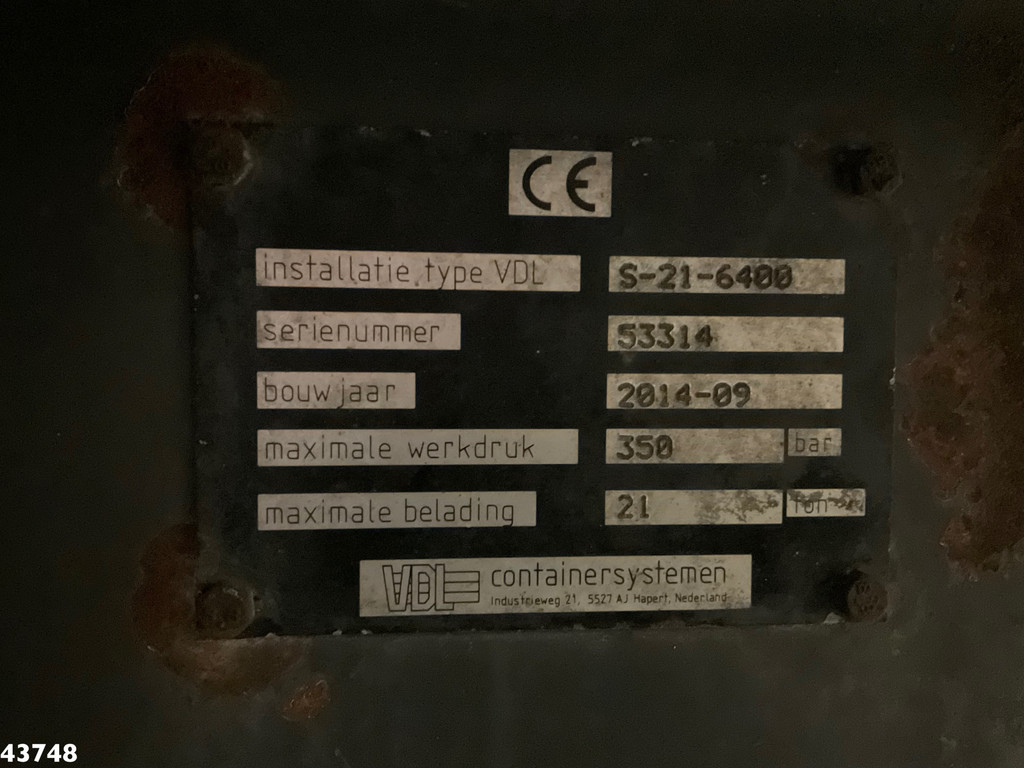 CE
installatie type VDL S-21-6400
serienummer 53314
bouwjaar 2014-09
maximale werkdruk 350 bar
maximale belading 21 ton
VDL containersystemen
Industrieweg 21, 5527 AJ Hapert, Nederland
43748